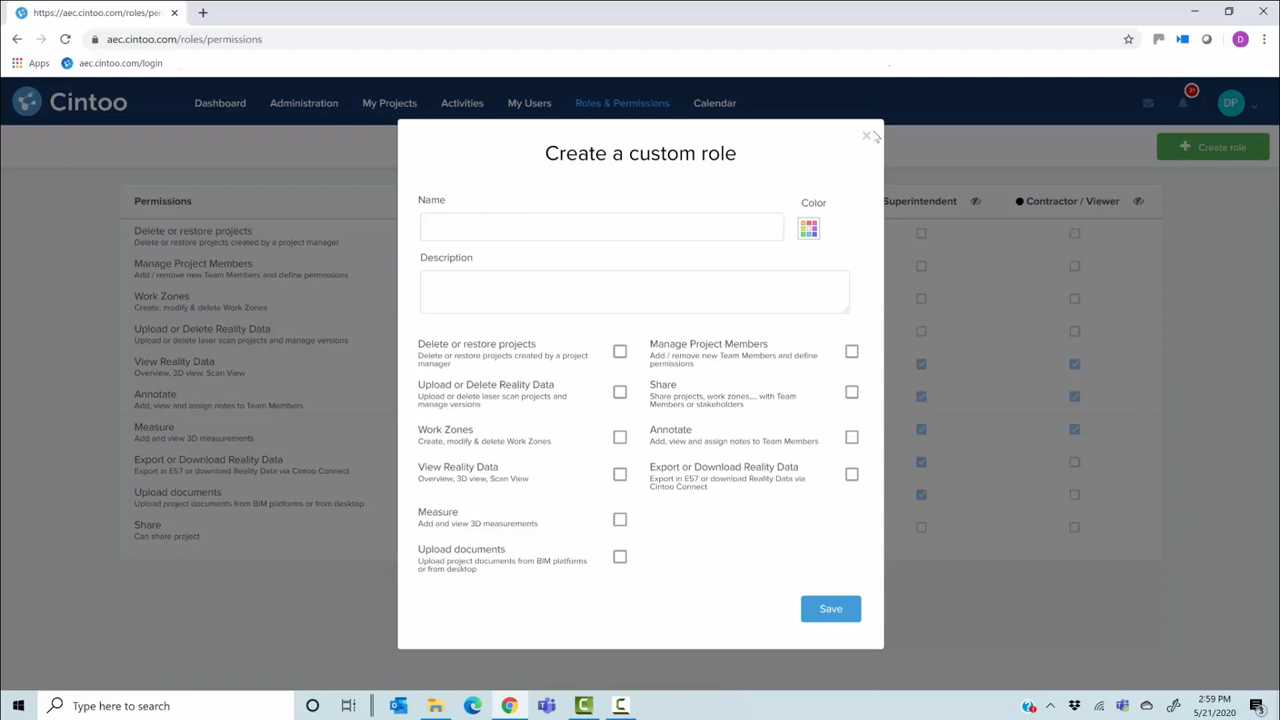 https://aec.cintoo.com/roles/per
aec.cintoo.com/roles/permissions
D
Apps
aec.cintoo.com/login
Cintoo
Dashboard
Administration
My Projects
Activities
My Users
Roles & Permissions
Calendar
21
DP
Create a custom role
Create role
Permissions
Superintendent
Contractor / Viewer
Delete or restore projects
Delete or restore projects created by a project manager
Manage Project Members
Add / remove new Team Members and define permissions
Work Zones
Create, modify & delete Work Zones
Upload or Delete Reality Data
Upload or delete laser scan projects and manage versions
View Reality Data
Overview, 3D view, Scan View
Annotate
Add, view and assign notes to Team Members
Measure
Add and view 3D measurements
Export or Download Reality Data
Export in E57 or download Reality Data via Cintoo Connect
Upload documents
Upload project documents from BIM platforms or from desktop
Share
Can share project
Name
Color
Description
Delete or restore projects
Delete or restore projects created by a project
manager
Manage Project Members
Add / remove new Team Members and define
permissions
Upload or Delete Reality Data
Upload or delete laser scan projects and
manage versions
Share
Share projects, work zones,... with Team
Members or stakeholders
Work Zones
Create, modify & delete Work Zones
Annotate
Add, view and assign notes to Team Members
View Reality Data
Overview, 3D view, Scan View
Export or Download Reality Data
Export in E57 or download Reality Data via
Cintoo Connect
Measure
Add and view 3D measurements
Upload documents
Upload project documents from BIM platforms
or from desktop
Save
Type here to search
2:59 PM
5/21/2020